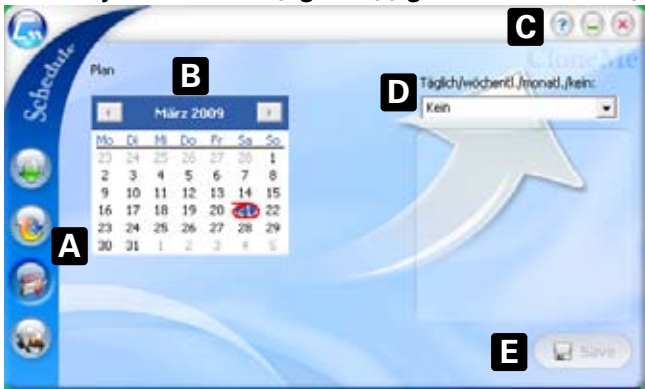 C
CloneMe
Schedule
Plan
B
D
Täglich/wöchentl./monatl./kein:
Kein
März 2009
Mo Di Mi Do Fr Sa So
23 24 25 26 27 28 1
2 3 4 5 6 7 8
9 10 11 12 13 14 15
16 17 18 19 20 22
23 24 25 26 27 28 29
30 31 1 2 3 4 5
A
E
Save